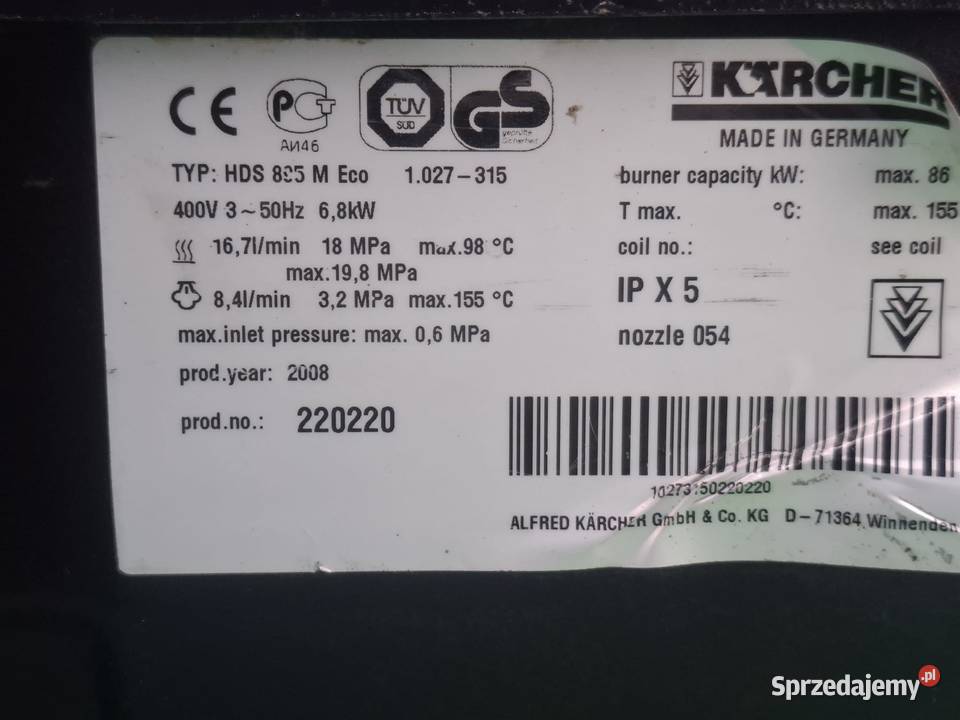 CE PCT TÜV SÜD GS geprüfte Sicherheit
АИ46
KÄRCHER
MADE IN GERMANY
TYP: HDS 895 M Eco 1.027-315
400V 3~50Hz 6,8kW
16,7l/min 18 MPa max.98 °C
max.19,8 MPa
8,4l/min 3,2 MPa max.155 °C
max.inlet pressure: max. 0,6 MPa
prod.year: 2008
prod.no.: 220220
burner capacity kW: max. 86
T max. °C: max. 155
coil no.: see coil
IP X 5
nozzle 054
10273150220220
ALFRED KÄRCHER GmbH & Co. KG D-71364 Winnenden
Sprzedajemy.pl